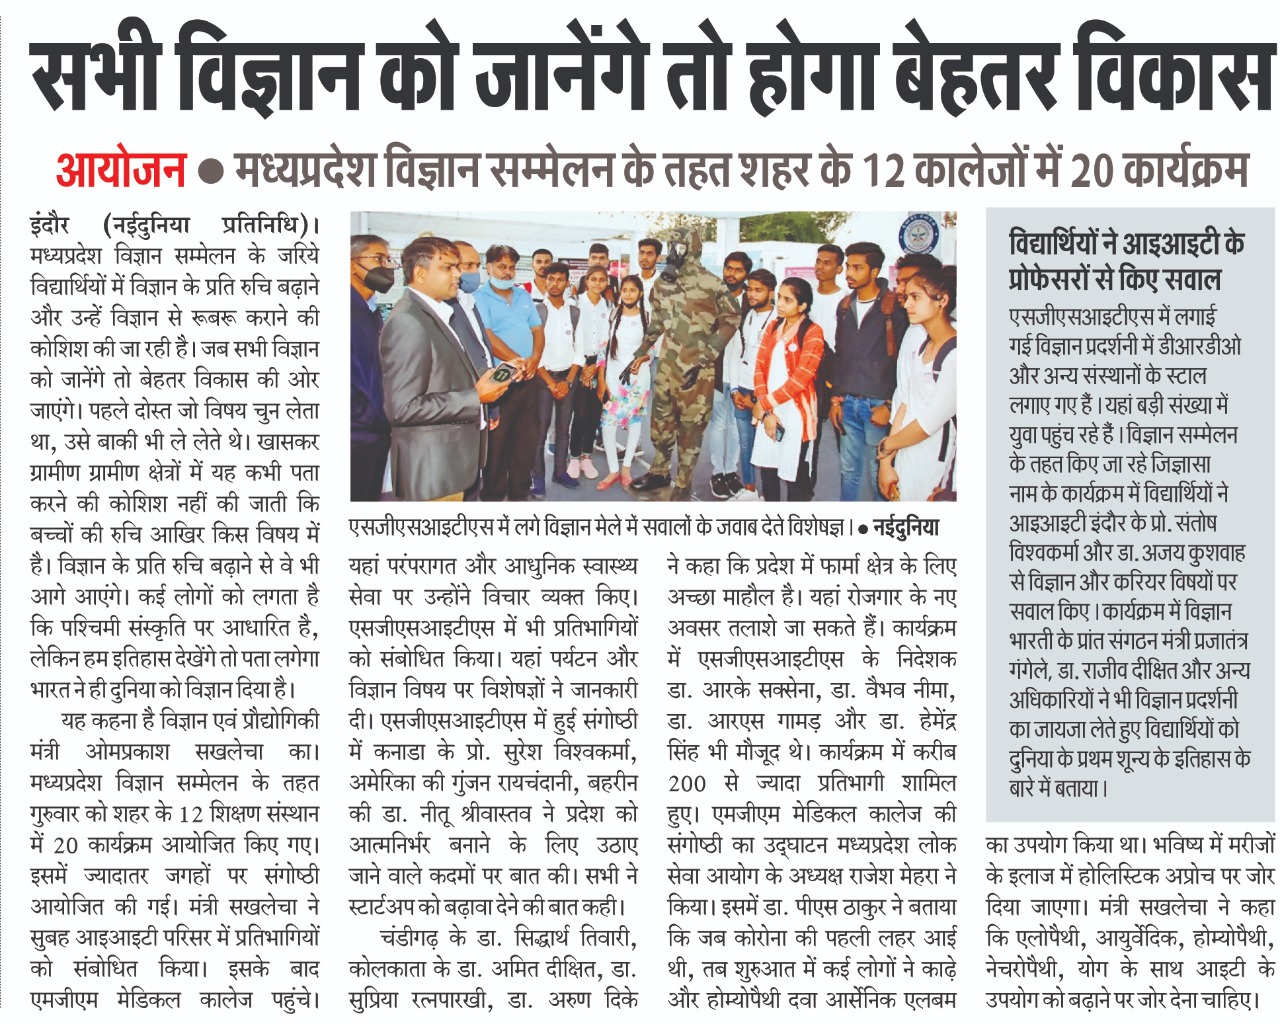 सभी विज्ञान को जानेंगे तो होगा बेहतर विकास
आयोजन ● मध्यप्रदेश विज्ञान सम्मेलन के तहत शहर के 12 कालेजों में 20 कार्यक्रम
इंदौर (नईदुनिया प्रतिनिधि)।
मध्यप्रदेश विज्ञान सम्मेलन के जरिये
विद्यार्थियों में विज्ञान के प्रति रुचि बढ़ाने
और उन्हें विज्ञान से रूबरू कराने की
कोशिश की जा रही है। जब सभी विज्ञान
को जानेंगे तो बेहतर विकास की ओर
जाएंगे। पहले दोस्त जो विषय चुन लेता
था, उसे बाकी भी ले लेते थे। खासकर
ग्रामीण ग्रामीण क्षेत्रों में यह कभी पता
करने की कोशिश नहीं की जाती कि
बच्चों की रुचि आखिर किस विषय में
है। विज्ञान के प्रति रुचि बढ़ाने से वे भी
आगे आएंगे। कई लोगों को लगता है
कि पश्चिमी संस्कृति पर आधारित है,
लेकिन हम इतिहास देखेंगे तो पता लगेगा
भारत ने ही दुनिया को विज्ञान दिया है।
यह कहना है विज्ञान एवं प्रौद्योगिकी
मंत्री ओमप्रकाश सखलेचा का।
मध्यप्रदेश विज्ञान सम्मेलन के तहत
गुरुवार को शहर के 12 शिक्षण संस्थान
में 20 कार्यक्रम आयोजित किए गए।
इसमें ज्यादातर जगहों पर संगोष्ठी
आयोजित की गई। मंत्री सखलेचा ने
सुबह आइआइटी परिसर में प्रतिभागियों
को संबोधित किया। इसके बाद
एमजीएम मेडिकल कालेज पहुंचे।
एसजीएसआइटीएस में लगे विज्ञान मेले में सवालों के जवाब देते विशेषज्ञ। ● नईदुनिया
यहां परंपरागत और आधुनिक स्वास्थ्य
सेवा पर उन्होंने विचार व्यक्त किए।
एसजीएसआइटीएस में भी प्रतिभागियों
को संबोधित किया। यहां पर्यटन और
विज्ञान विषय पर विशेषज्ञों ने जानकारी
दी। एसजीएसआइटीएस में हुई संगोष्ठी
में कनाडा के प्रो. सुरेश विश्वकर्मा,
अमेरिका की गुंजन रायचंदानी, बहरीन
की डा. नीतू श्रीवास्तव ने प्रदेश को
आत्मनिर्भर बनाने के लिए उठाए
जाने वाले कदमों पर बात की। सभी ने
स्टार्टअप को बढ़ावा देने की बात कही।
चंडीगढ़ के डा. सिद्धार्थ तिवारी,
कोलकाता के डा. अमित दीक्षित, डा.
सुप्रिया रत्नपारखी, डा. अरुण दिके
ने कहा कि प्रदेश में फार्मा क्षेत्र के लिए
अच्छा माहौल है। यहां रोजगार के नए
अवसर तलाशे जा सकते हैं। कार्यक्रम
में एसजीएसआइटीएस के निदेशक
डा. आरके सक्सेना, डा. वैभव नीमा,
डा. आरएस गामड़ और डा. हेमेंद्र
सिंह भी मौजूद थे। कार्यक्रम में करीब
200 से ज्यादा प्रतिभागी शामिल
हुए। एमजीएम मेडिकल कालेज की
संगोष्ठी का उद्घाटन मध्यप्रदेश लोक
सेवा आयोग के अध्यक्ष राजेश मेहरा ने
किया। इसमें डा. पीएस ठाकुर ने बताया
कि जब कोरोना की पहली लहर आई
थी, तब शुरुआत में कई लोगों ने काढ़े
और होम्योपैथी दवा आर्सेनिक एलबम
का उपयोग किया था। भविष्य में मरीजों
के इलाज में होलिस्टिक अप्रोच पर जोर
दिया जाएगा। मंत्री सखलेचा ने कहा
कि एलोपैथी, आयुर्वेदिक, होम्योपैथी,
नेचरोपैथी, योग के साथ आइटी के
उपयोग को बढ़ाने पर जोर देना चाहिए।
विद्यार्थियों ने आइआइटी के
प्रोफेसरों से किए सवाल
एसजीएसआइटीएस में लगाई
गई विज्ञान प्रदर्शनी में डीआरडीओ
और अन्य संस्थानों के स्टाल
लगाए गए हैं। यहां बड़ी संख्या में
युवा पहुंच रहे हैं। विज्ञान सम्मेलन
के तहत किए जा रहे जिज्ञासा
नाम के कार्यक्रम में विद्यार्थियों ने
आइआइटी इंदौर के प्रो. संतोष
विश्वकर्मा और डा. अजय कुशवाह
से विज्ञान और करियर विषयों पर
सवाल किए। कार्यक्रम में विज्ञान
भारती के प्रांत संगठन मंत्री प्रजातंत्र
गंगेले, डा. राजीव दीक्षित और अन्य
अधिकारियों ने भी विज्ञान प्रदर्शनी
का जायजा लेते हुए विद्यार्थियों को
दुनिया के प्रथम शून्य के इतिहास के
बारे में बताया।